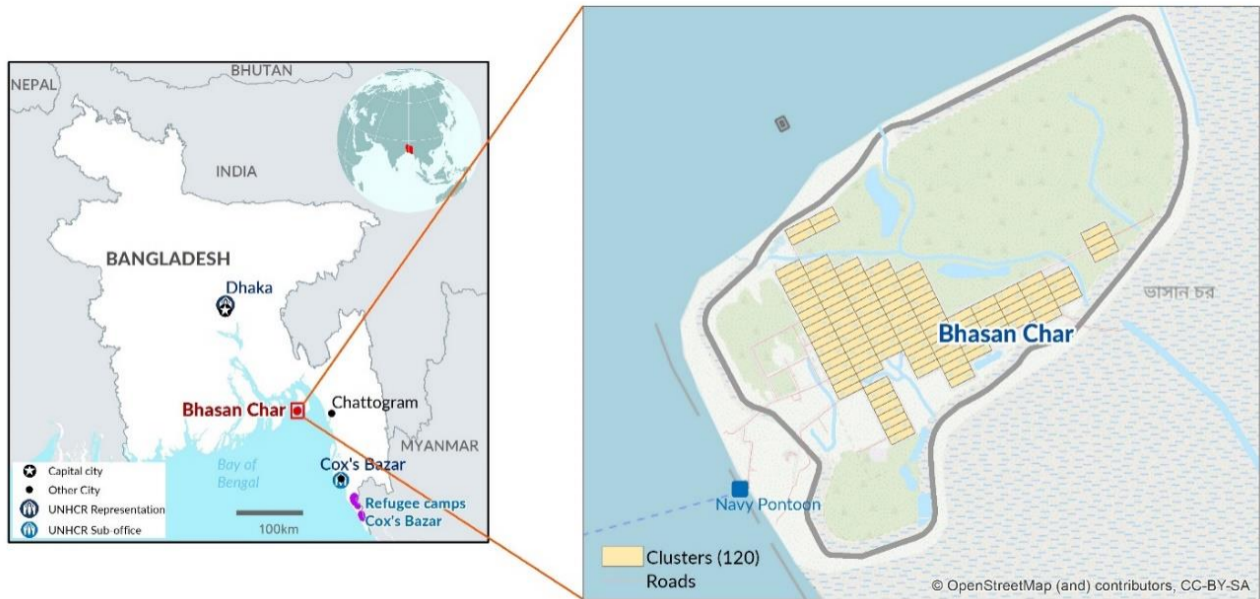 NEPAL
BHUTAN
INDIA
BANGLADESH
Dhaka
Bhasan Char
Chattogram
MYANMAR
Bay of
Bengal
Cox's Bazar
Refugee camps
Cox's Bazar
Capital city
Other City
UNHCR Representation
UNHCR Sub-office
100km
ভাসান চর
Bhasan Char
Navy Pontoon
Clusters (120)
Roads
© OpenStreetMap (and) contributors, CC-BY-SA